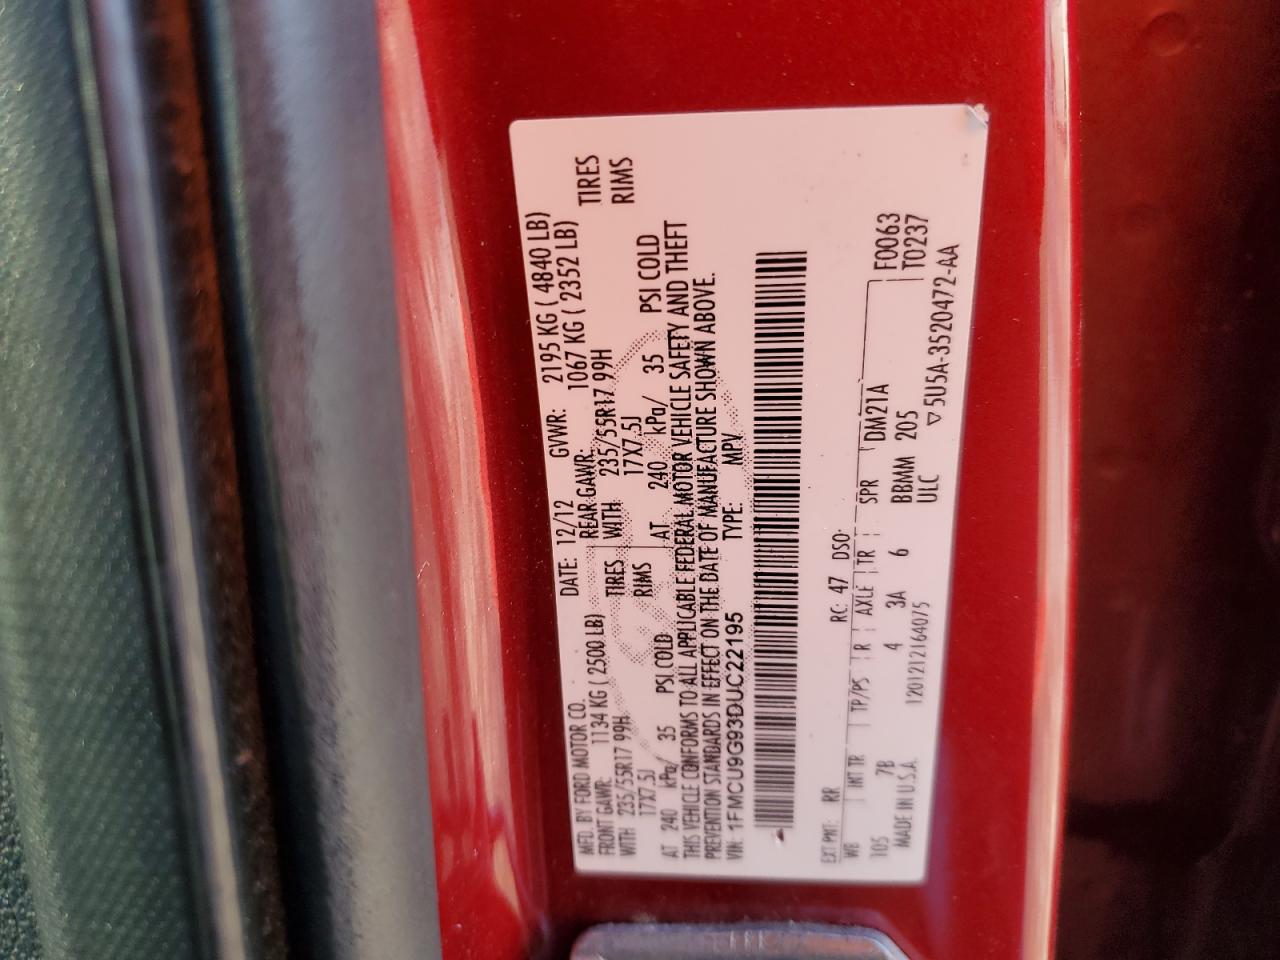 MFD. BY FORD MOTOR CO.
DATE: 12/12 GVWR: 2195 KG ( 4840 LB)
FRONT GAWR: 1134 KG ( 2500 LB) REAR GAWR: 1067 KG ( 2352 LB)
WITH 235/55R17 99H TIRES WITH 235/55R17 99H TIRES
17X7.5J RIMS 17X7.5J RIMS
AT 240 kPa/ 35 PSI COLD AT 240 kPa/ 35 PSI COLD
THIS VEHICLE CONFORMS TO ALL APPLICABLE FEDERAL MOTOR VEHICLE SAFETY AND THEFT
PREVENTION STANDARDS IN EFFECT ON THE DATE OF MANUFACTURE SHOWN ABOVE.
VIN: 1FMCU9G93DUC22195 TYPE: MPV
EXT PNT: RR RC: 47 DSO:
WB INT TR TP/PS R AXLE TR SPR DM21A F0063
105 7B 4 3A 6 BBMM 205 T0237
MADE IN U.S.A. 1201212164075 ULC ▽ 5U5A-3520472-AA